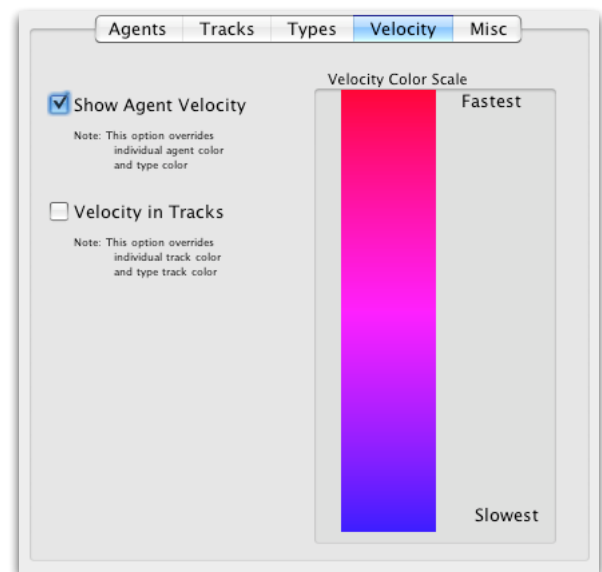 Agents Tracks Types Velocity Misc
Show Agent Velocity
Note: This option overrides
individual agent color
and type color
Velocity in Tracks
Note: This option overrides
individual track color
and type track color
Velocity Color Scale
Fastest
Slowest